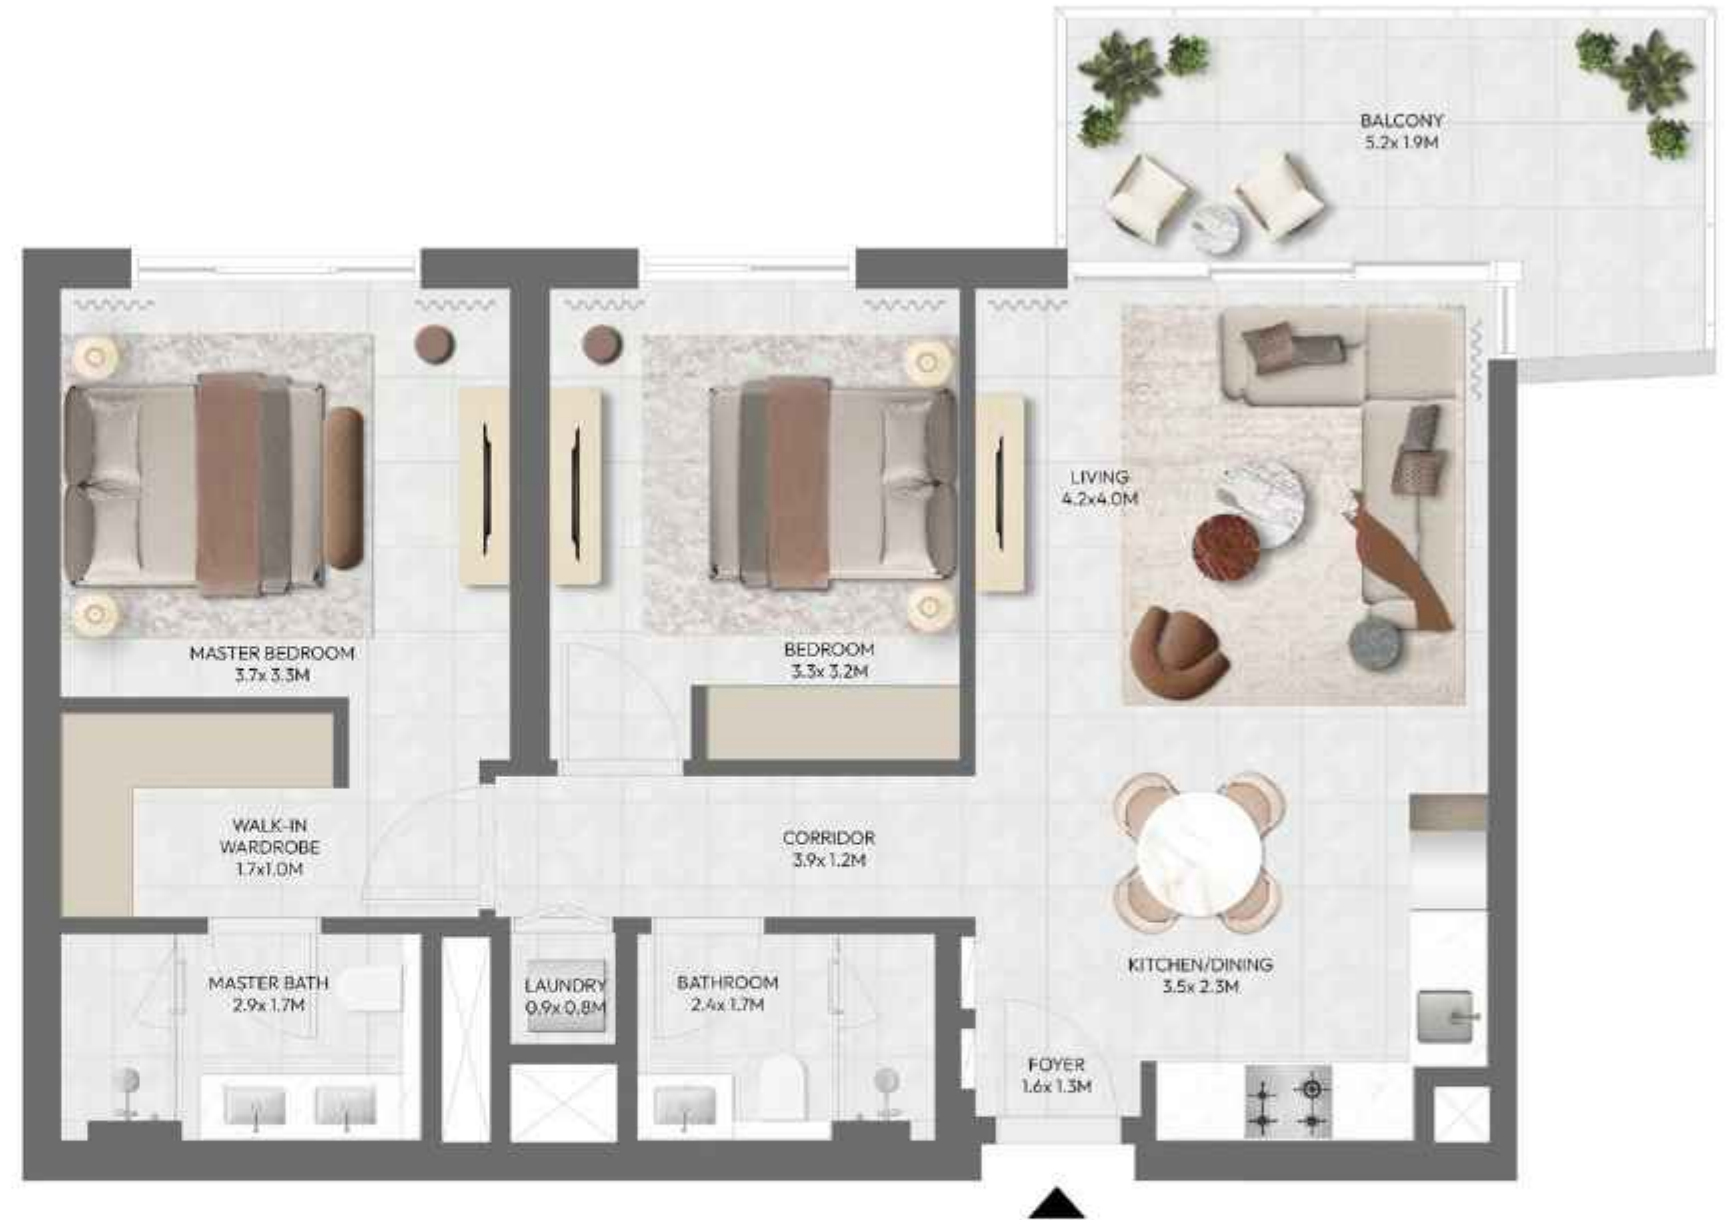 BALCONY
5.2x 1.9M
LIVING
4.2x4.0M
MASTER BEDROOM
3.7x 3.3M
BEDROOM
3.3x 3.2M
WALK-IN
WARDROBE
1.7x1.0M
CORRIDOR
3.9x 1.2M
KITCHEN/DINING
3.5x 2.3M
MASTER BATH
2.9x 1.7M
LAUNDRY
0.9x 0.8M
BATHROOM
2.4x 1.7M
FOYER
1.6x 1.3M